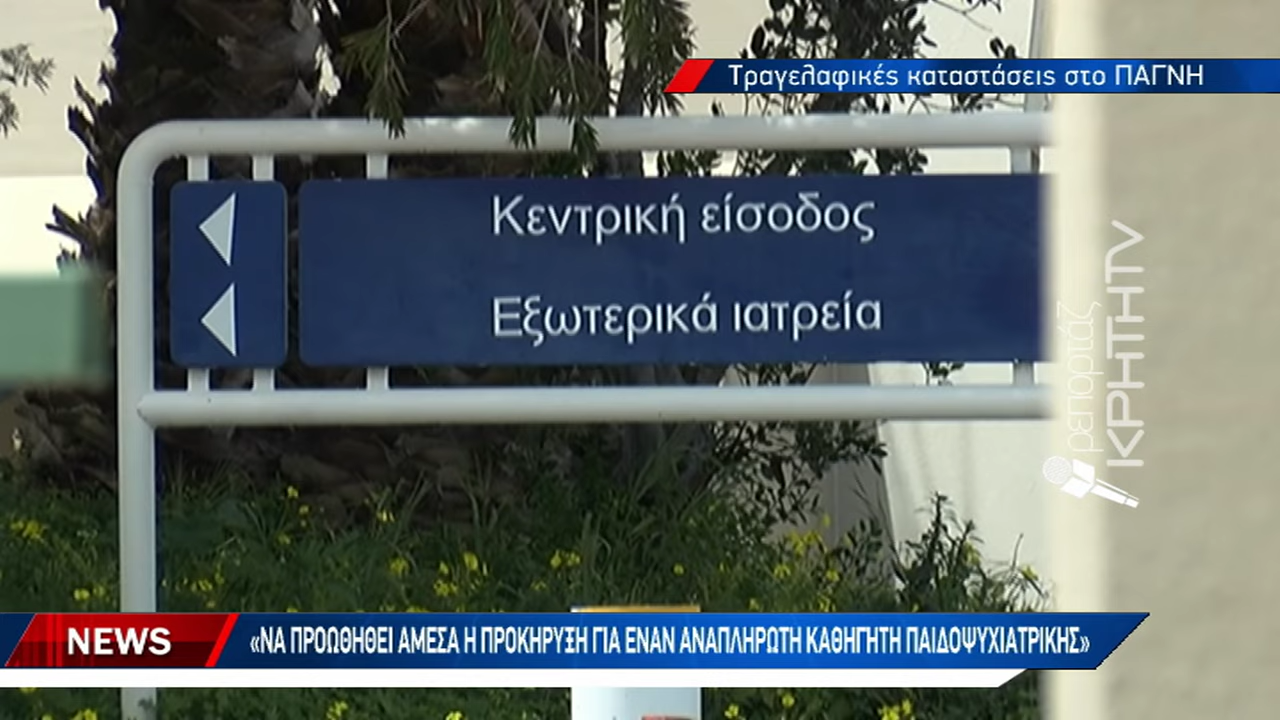 Τραγελαφικές καταστάσεις στο ΠΑΓΝΗ
Κεντρική είσοδος
Εξωτερικά ιατρεία
ρεπορτάζ
ΚΡΗΤΗTV
NEWS
«ΝΑ ΠΡΟΩΘΗΘΕΙ ΑΜΕΣΑ Η ΠΡΟΚΗΡΥΞΗ ΓΙΑ ΕΝΑΝ ΑΝΑΠΛΗΡΩΤΗ ΚΑΘΗΓΗΤΗ ΠΑΙΔΟΨΥΧΙΑΤΡΙΚΗΣ»